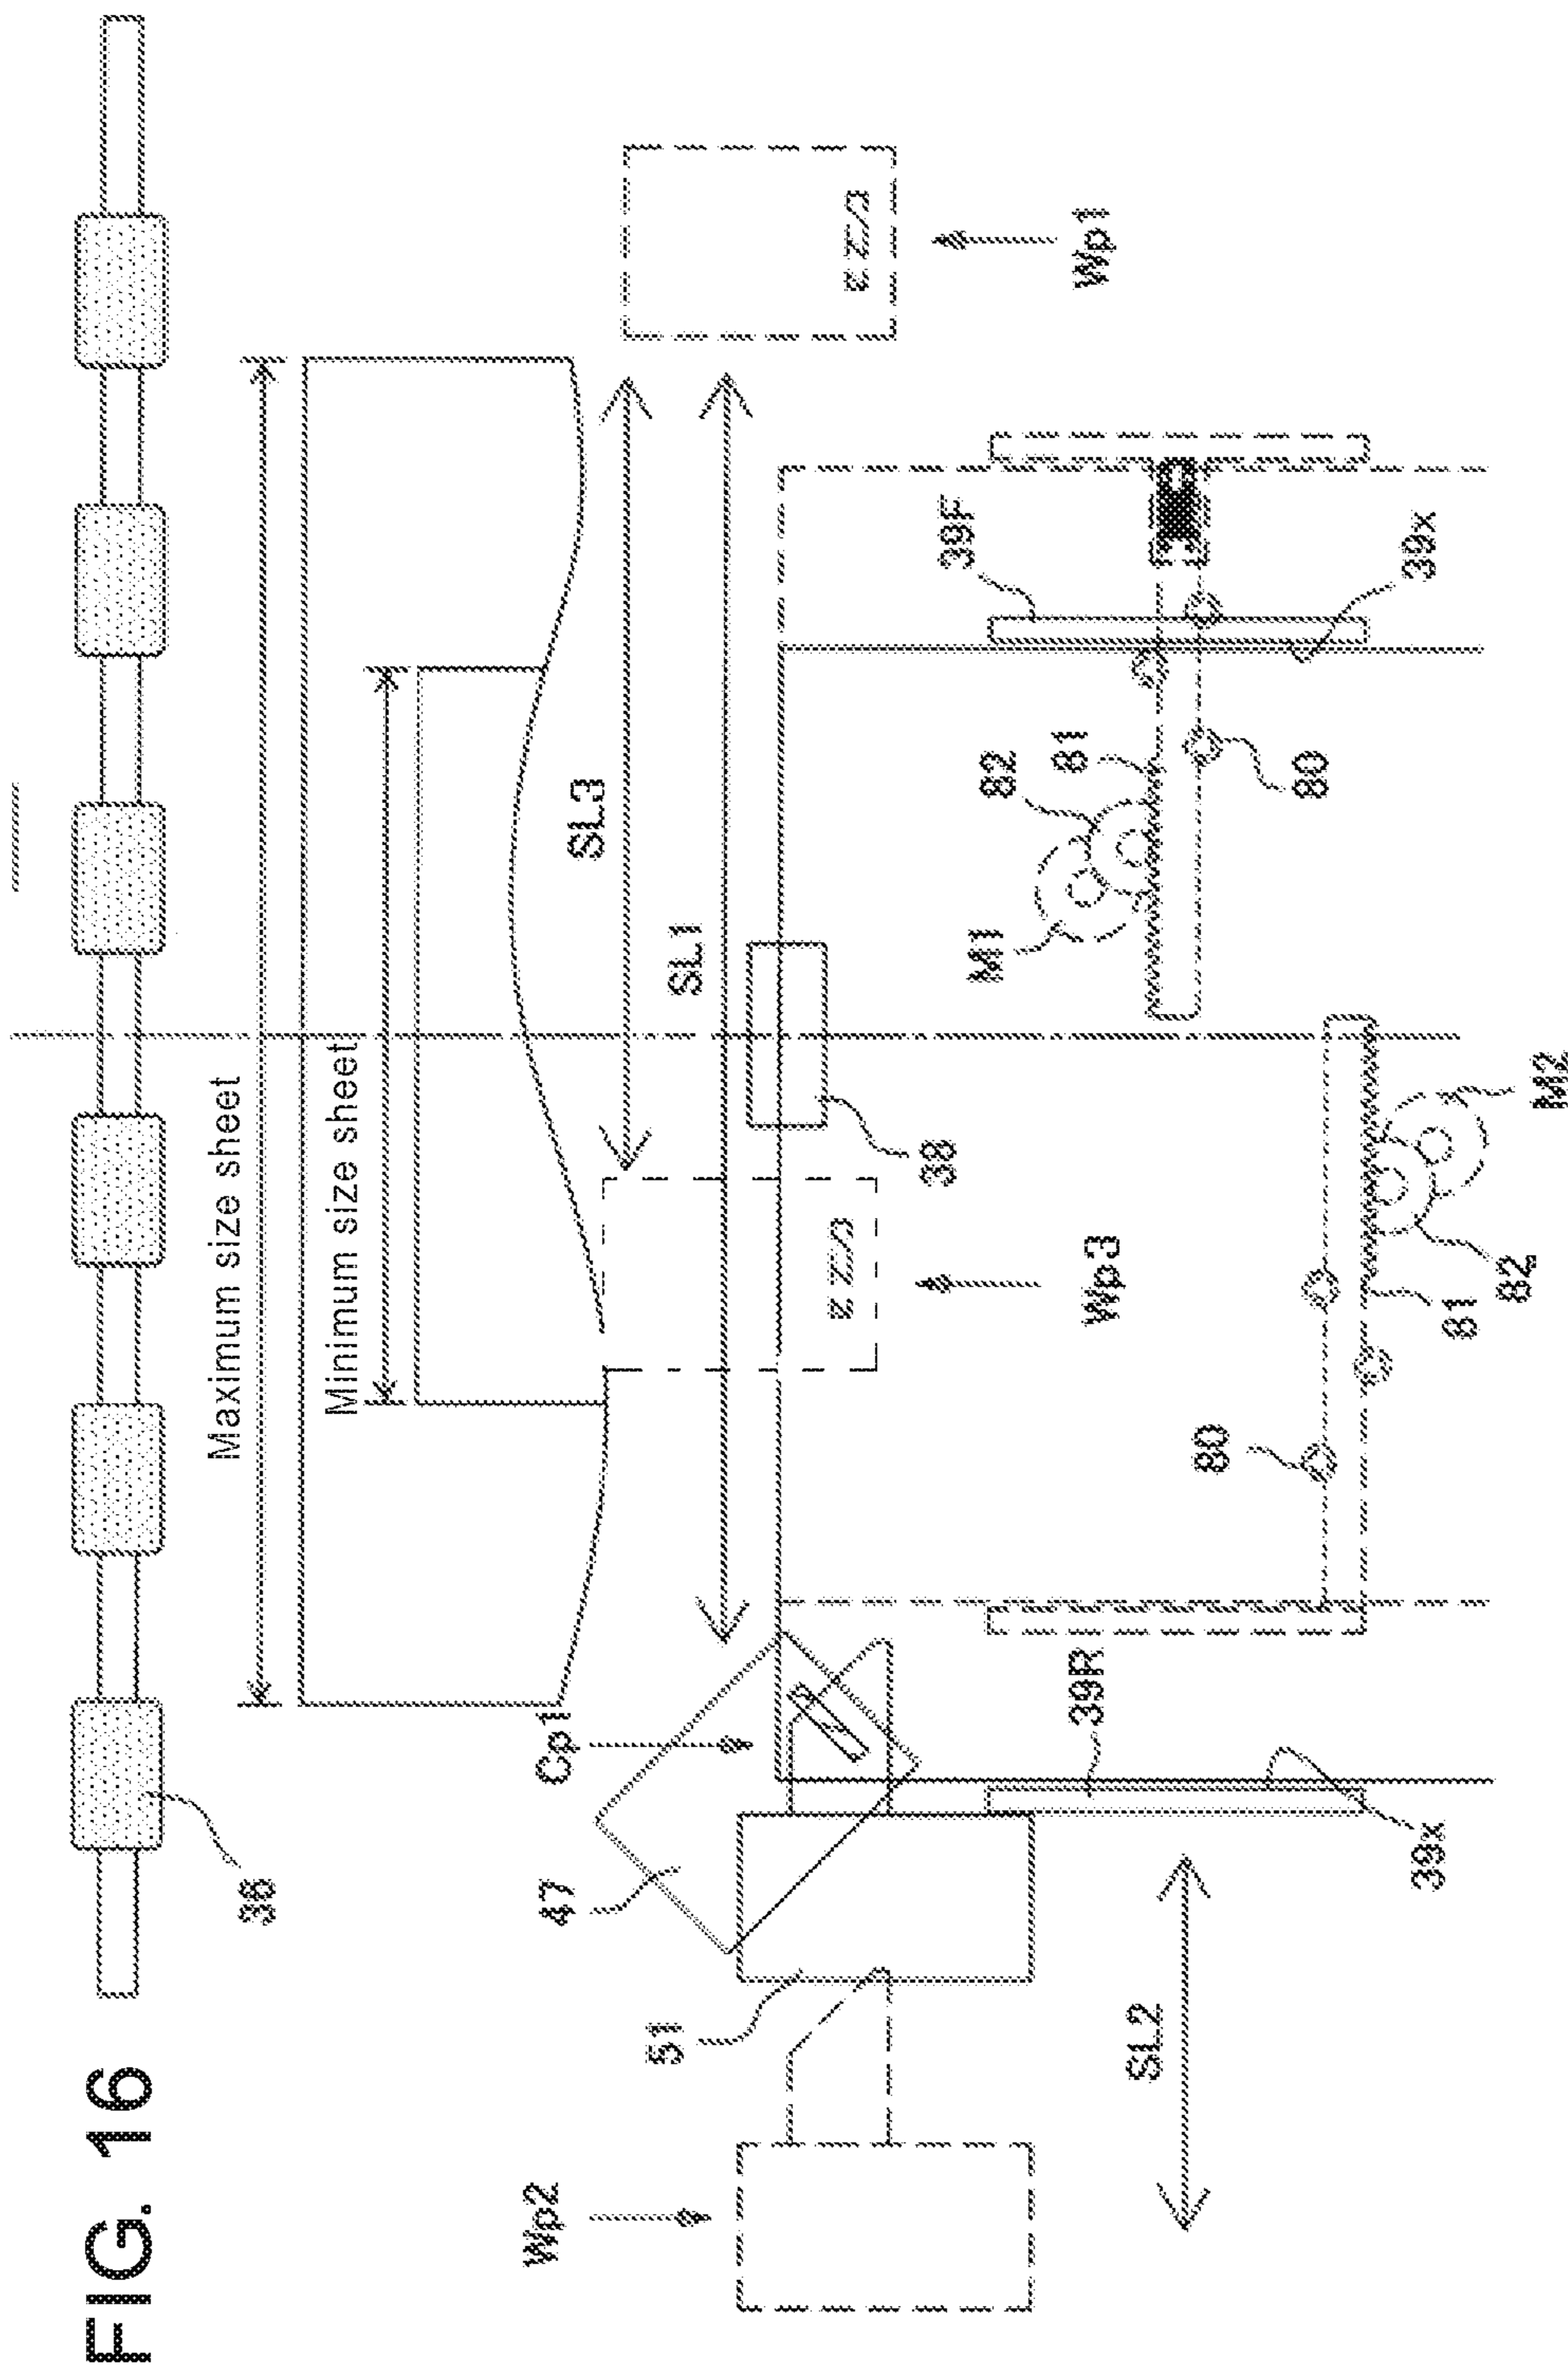 FIG. 16
36
Maximum size sheet
Minimum size sheet
SL3
SL1
Wp1
Wp2
Wp3
Cp1
47
51
38
SL2
39R
39x
39F
39x
80
80
81
82
M1
81
82
M2